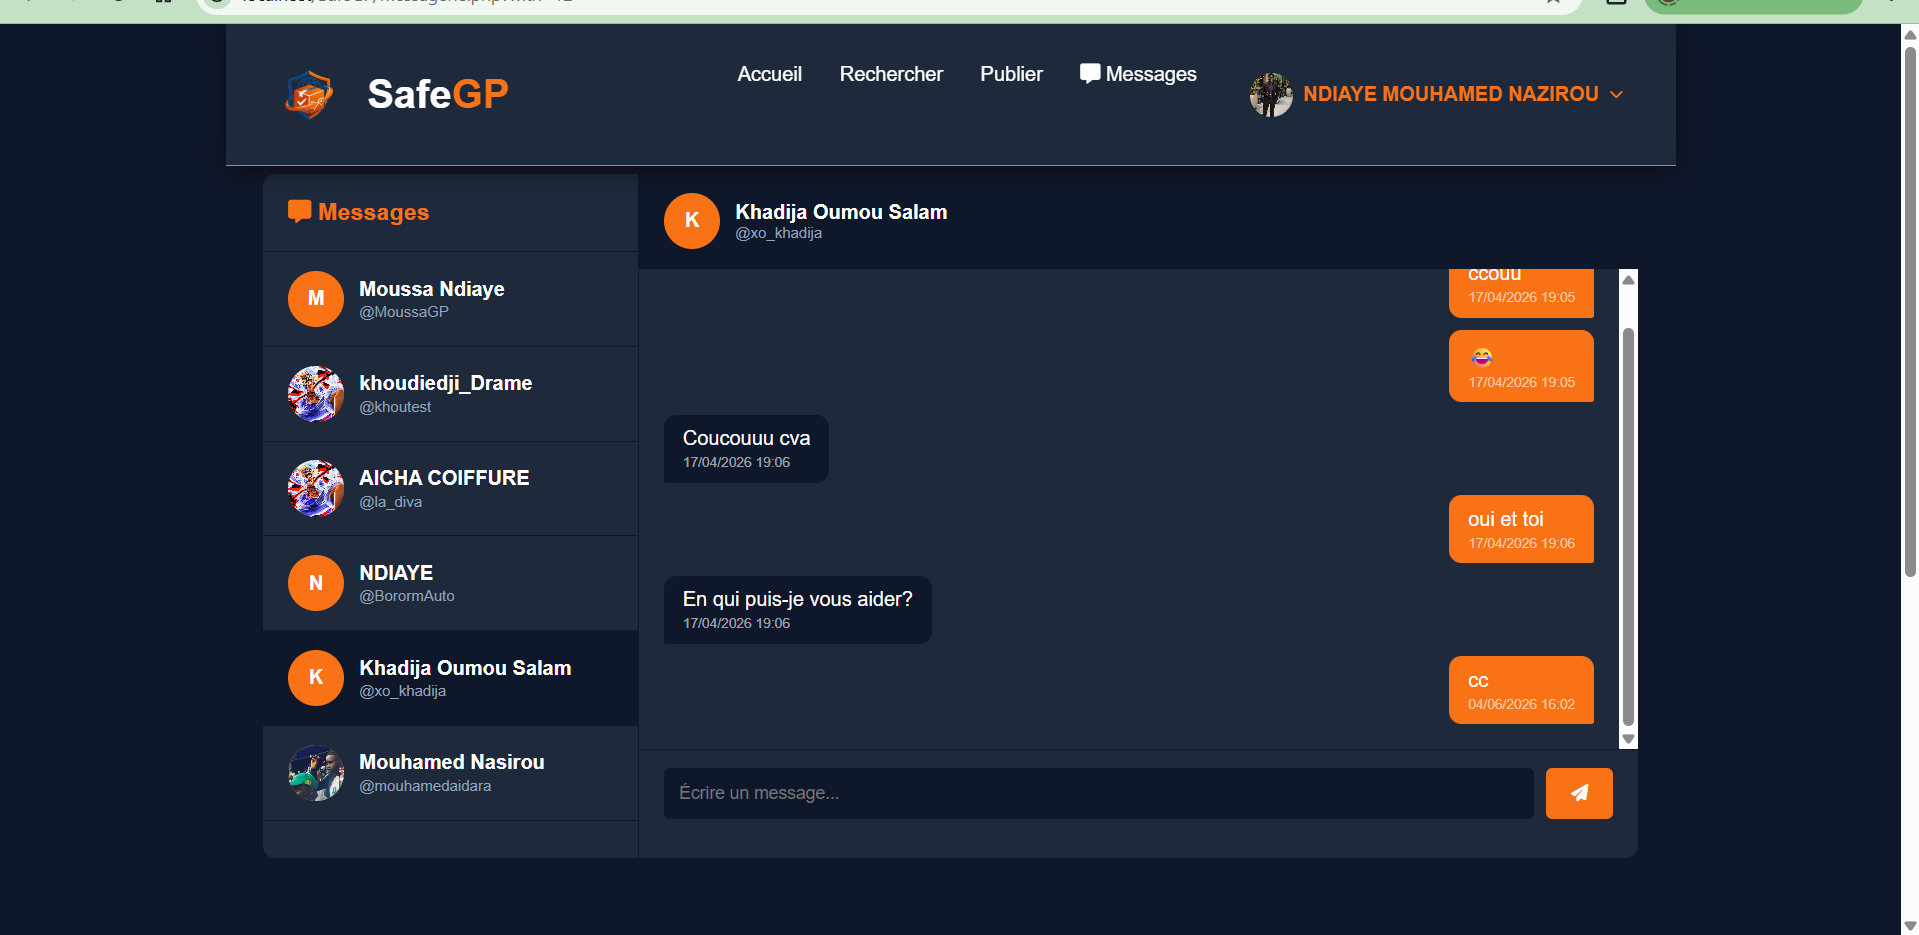 SafeGP
Accueil
Rechercher
Publier
Messages
NDIAYE MOUHAMED NAZIROU
Messages
M
Moussa Ndiaye
@MoussaGP
khoudiedji_Drame
@khoutest
AICHA COIFFURE
@la_diva
N
NDIAYE
@BorormAuto
K
Khadija Oumou Salam
@xo_khadija
Mouhamed Nasirou
@mouhamedaidara
K
Khadija Oumou Salam
@xo_khadija
ccouu
17/04/2026 19:05
😂
17/04/2026 19:05
Coucouuu cva
17/04/2026 19:06
oui et toi
17/04/2026 19:06
En qui puis-je vous aider?
17/04/2026 19:06
cc
04/06/2026 16:02
Écrire un message...